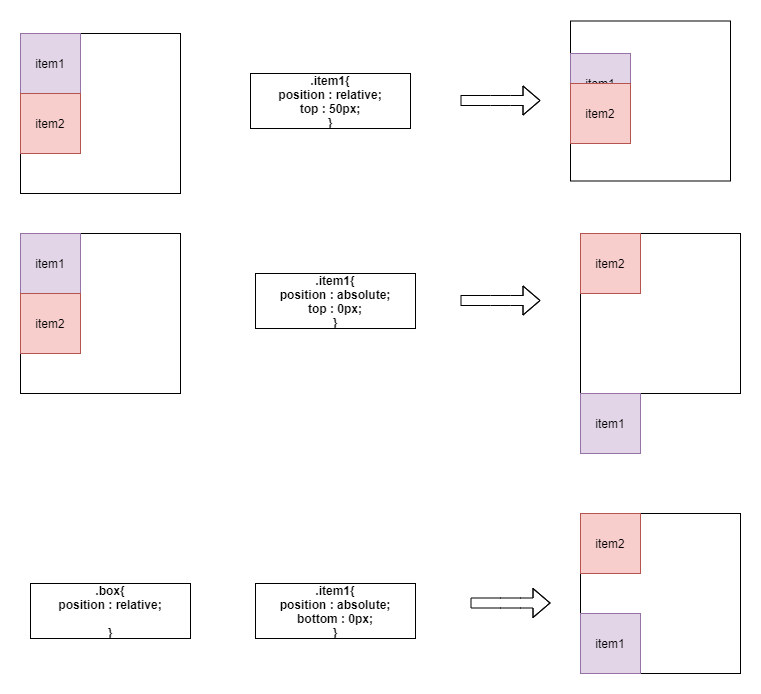 item1
item2
.item1{
position : relative;
top : 50px;
}
item1
item2
item1
item2
.item1{
position : absolute;
top : 0px;
}
item2
item1
.box{
position : relative;
}
.item1{
position : absolute;
bottom : 0px;
}
item2
item1